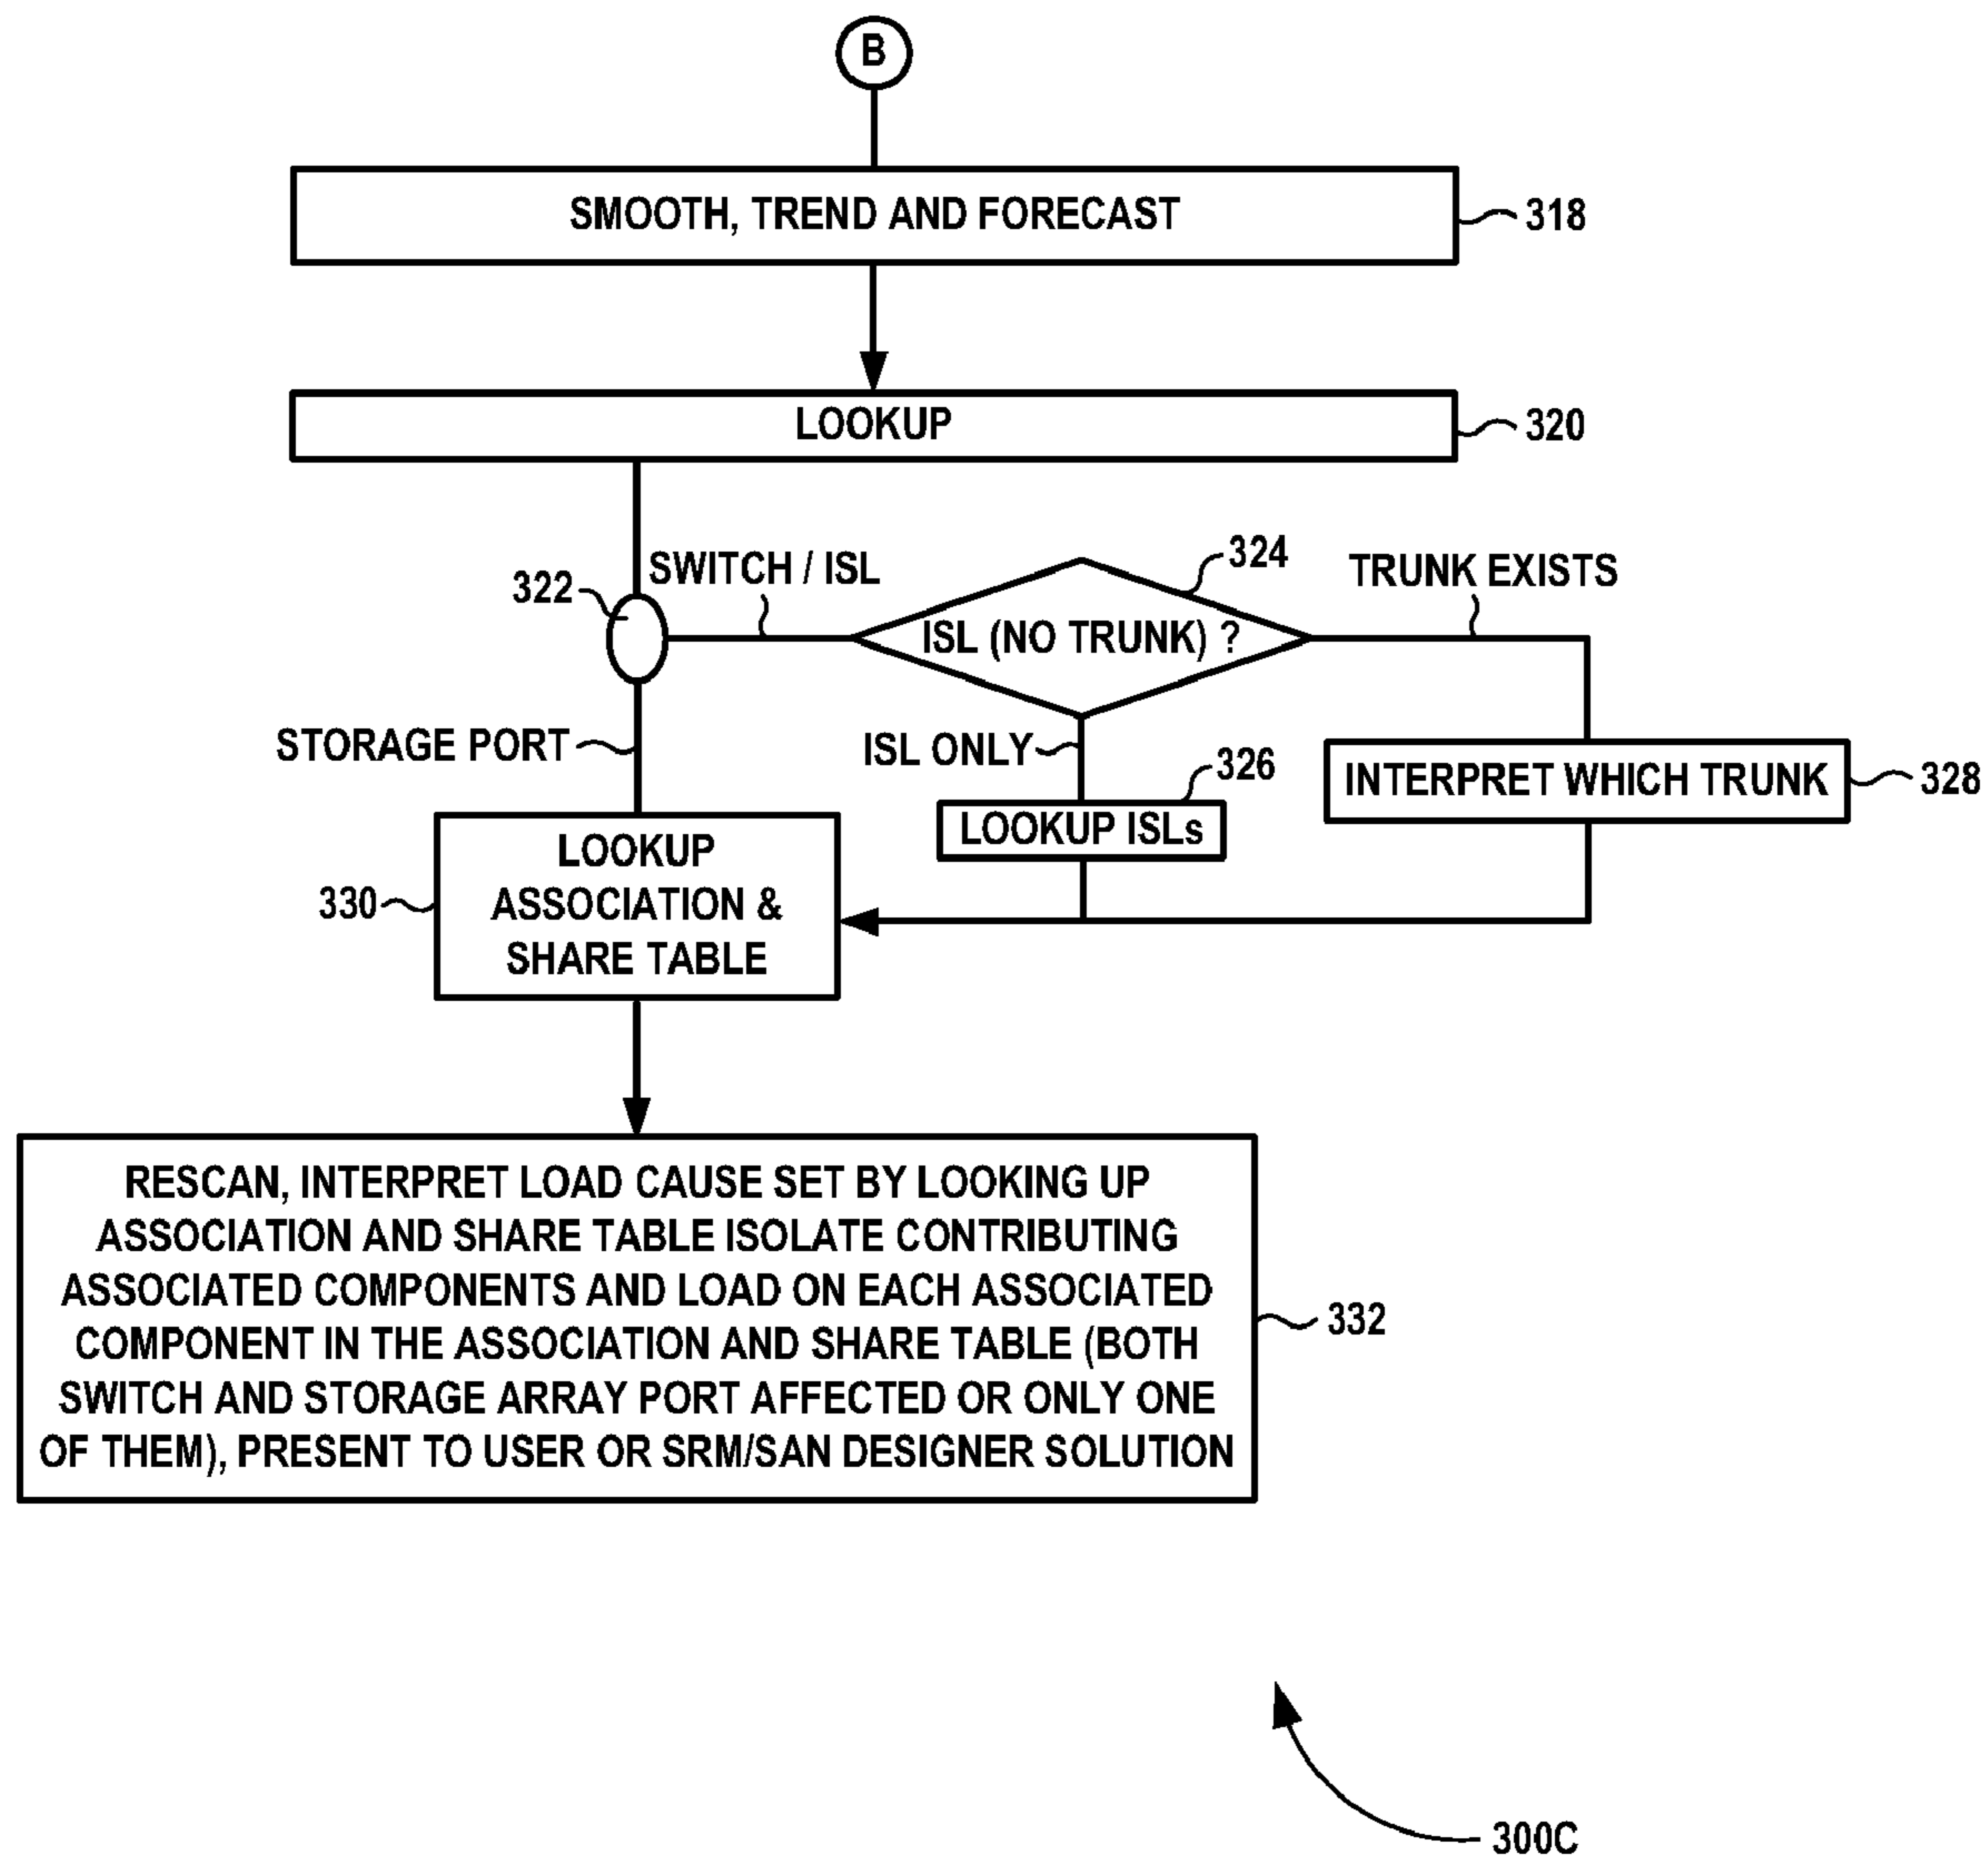 B
SMOOTH, TREND AND FORECAST
318
LOOKUP
320
322
SWITCH / ISL
324
TRUNK EXISTS
ISL (NO TRUNK) ?
STORAGE PORT
ISL ONLY
326
INTERPRET WHICH TRUNK
328
LOOKUP ISLs
330
LOOKUP
ASSOCIATION &
SHARE TABLE
RESCAN, INTERPRET LOAD CAUSE SET BY LOOKING UP
ASSOCIATION AND SHARE TABLE ISOLATE CONTRIBUTING
ASSOCIATED COMPONENTS AND LOAD ON EACH ASSOCIATED
COMPONENT IN THE ASSOCIATION AND SHARE TABLE (BOTH
SWITCH AND STORAGE ARRAY PORT AFFECTED OR ONLY ONE
OF THEM), PRESENT TO USER OR SRM/SAN DESIGNER SOLUTION
332
300C